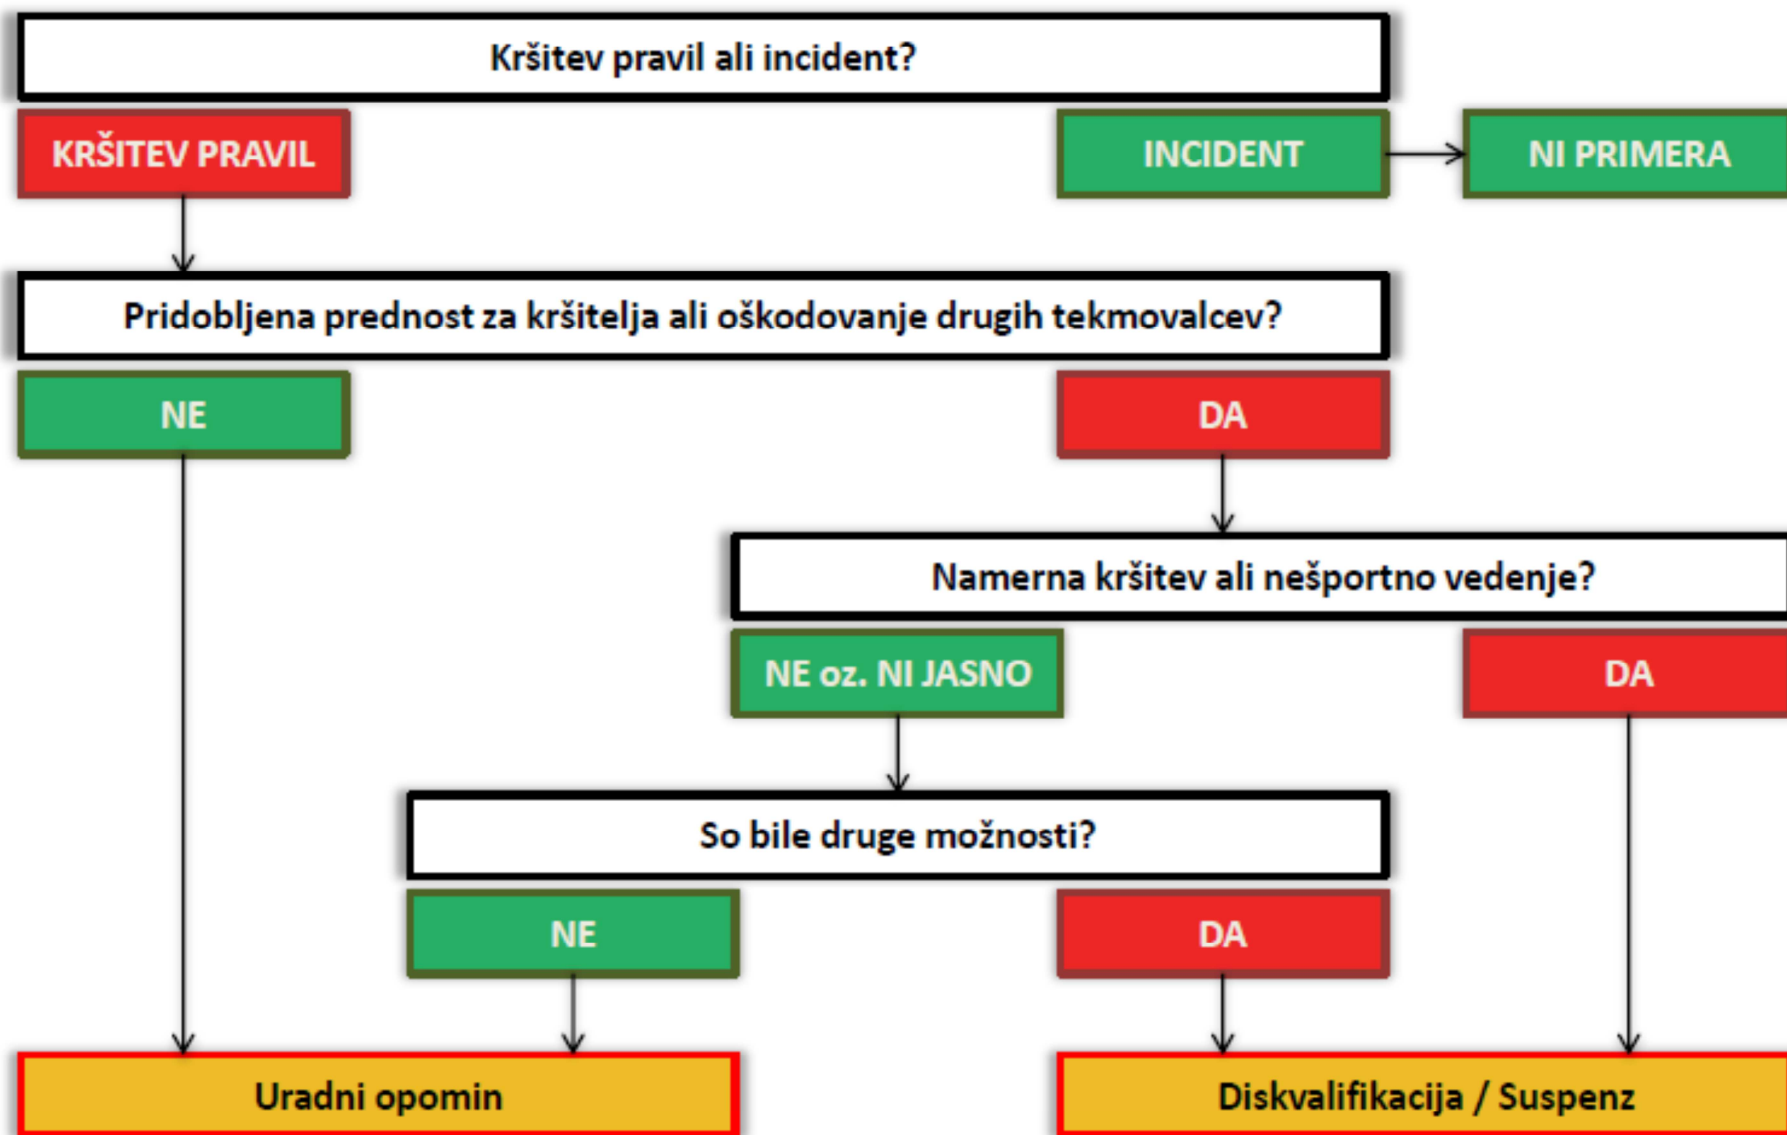 Kršitev pravil ali incident?
KRŠITEV PRAVIL
INCIDENT
NI PRIMERA
Pridobljena prednost za kršitelja ali oškodovanje drugih tekmovalcev?
NE
DA
Namerna kršitev ali nešportno vedenje?
NE oz. NI JASNO
DA
So bile druge možnosti?
NE
DA
Uradni opomin
Diskvalifikacija / Suspenz